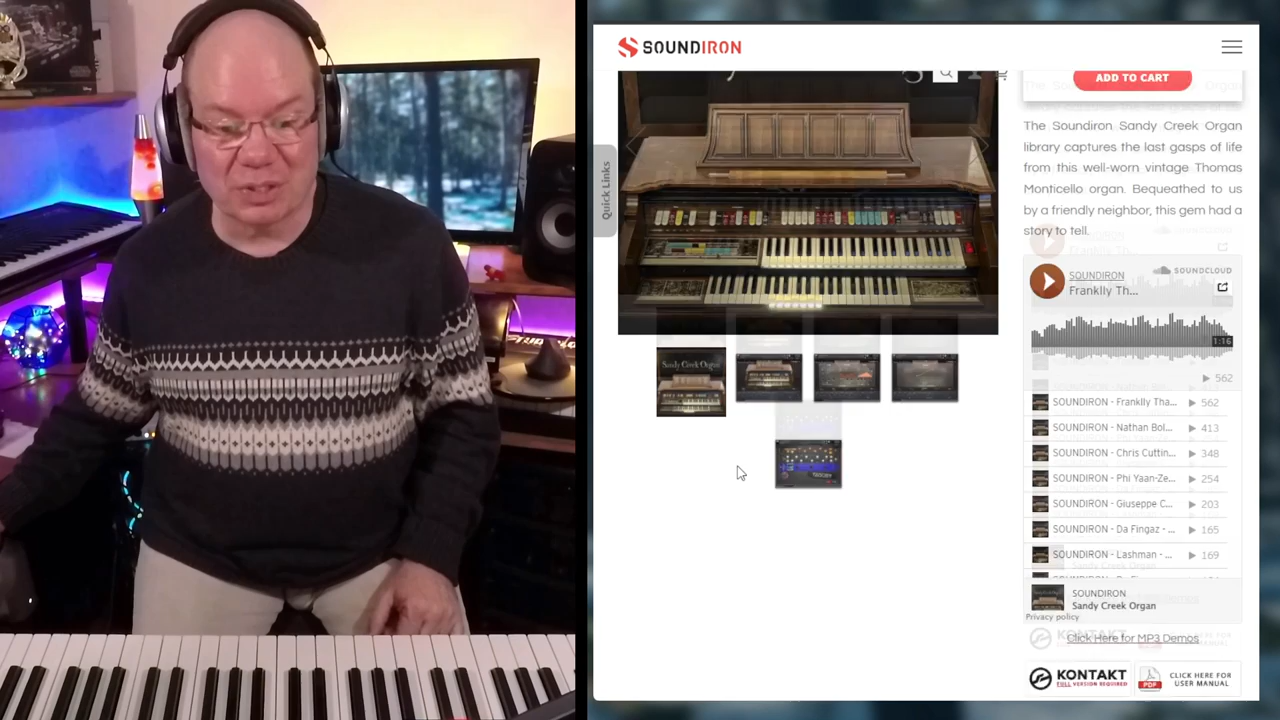 SOUNDIRON
ADD TO CART
Quick Links
The Soundiron Sandy Creek Organ
library captures the last gasps of life
from this well-worn vintage Thomas
Monticello organ. Bequeathed to us
by a friendly neighbor, this gem had a
story to tell.
SOUNDIRON
Franklly Th...
SOUNDCLOUD
1:16
562
SOUNDIRON - Franklly Tha... 562
SOUNDIRON - Nathan Bol... 413
SOUNDIRON - Chris Cuttin... 348
SOUNDIRON - Phi Yaan-Ze... 254
SOUNDIRON - Giuseppe C... 203
SOUNDIRON - Da Fingaz - ... 165
SOUNDIRON - Lashman - ... 169
Sandy Creek Organ
SOUNDIRON
Sandy Creek Organ
Privacy policy
Click Here for MP3 Demos
KONTAKT
FULL VERSION REQUIRED
PDF
CLICK HERE FOR
USER MANUAL